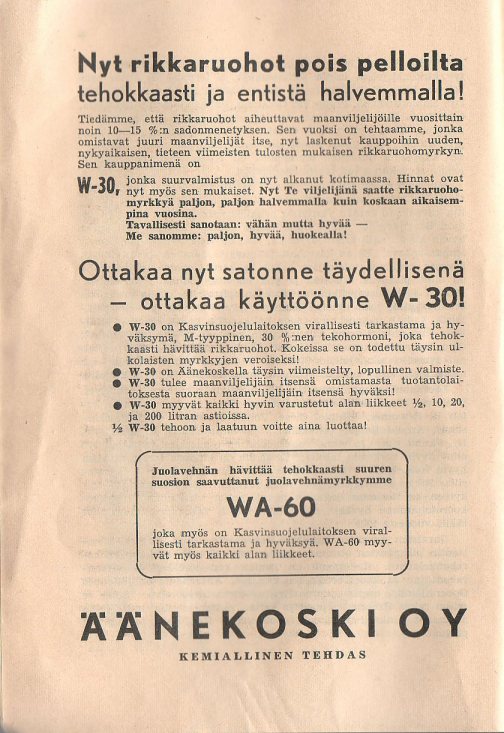 Nyt rikkaruohot pois pelloilta
tehokkaasti ja entistä halvemmalla!
Tiedämme, että rikkaruohot aiheuttavat maanviljelijöille vuosittain
noin 10—15 %:n sadonmenetyksen. Sen vuoksi on tehtaamme, jonka
omistavat juuri maanviljelijät itse, nyt laskenut kauppoihin uuden,
nykyaikaisen, tieteen viimeisten tulosten mukaisen rikkaruohomyrkyn.
Sen kauppanimenä on
W-30, jonka suurvalmistus on nyt alkanut kotimaassa. Hinnat ovat
nyt myös sen mukaiset. Nyt Te viljelijänä saatte rikkaruoho-
myrkkyä paljon, paljon halvemmalla kuin koskaan aikaisem-
pina vuosina.
Tavallisesti sanotaan: vähän mutta hyvää —
Me sanomme: paljon, hyvää, huokealla!
Ottakaa nyt satonne täydellisenä
— ottakaa käyttöönne W-30!
● W-30 on Kasvinsuojelulaitoksen virallisesti tarkastama ja hy-
väksymä, M-tyyppinen, 30 %:nen tekohormoni, joka tehok-
kaasti hävittää rikkaruohot. Kokeissa se on todettu täysin ul-
kolaisten myrkkyjen veroiseksi!
● W-30 on Äänekoskella täysin viimeistelty, lopullinen valmiste.
● W-30 tulee maanviljelijäin itsensä omistamasta tuotantolai-
toksesta suoraan maanviljelijäin itsensä hyväksi!
● W-30 myyvät kaikki hyvin varustetut alan liikkeet ½, 10, 20,
ja 200 litran astioissa.
½ W-30 tehoon ja laatuun voitte aina luottaa!
Juolavehnän hävittää tehokkaasti suuren
suosion saavuttanut juolavehnämyrkkymme
WA-60
joka myös on Kasvinsuojelulaitoksen viral-
lisesti tarkastama ja hyväksyä. WA-60 myy-
vät myös kaikki alan liikkeet.
ÄÄNEKOSKI OY
KEMIALLINEN TEHDAS